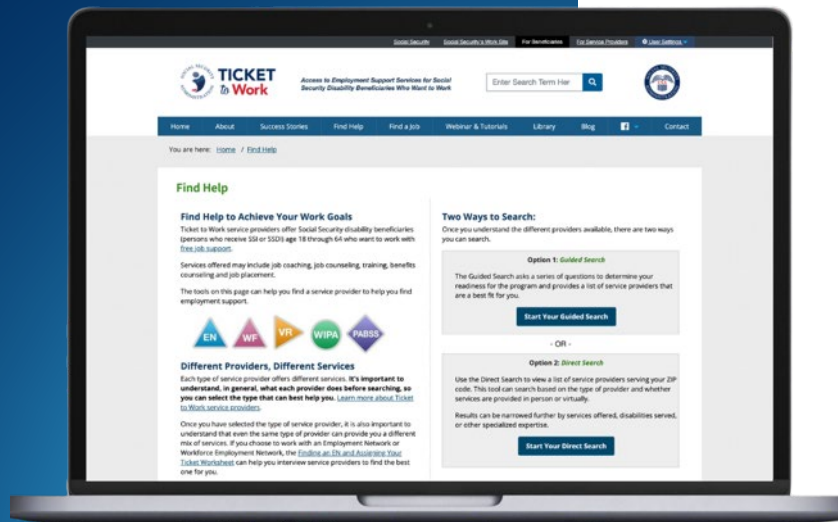 Social Security Social Security's Work Site For Beneficiaries For Service Providers User Settings
SOCIAL SECURITY ADMINISTRATION
TICKET
to Work
Access to Employment Support Services for Social
Security Disability Beneficiaries Who Want to Work
Enter Search Term Her
Home About Success Stories Find Help Find a Job Webinar & Tutorials Library Blog Contact
You are here: Home / Find Help
Find Help
Find Help to Achieve Your Work Goals
Ticket to Work service providers offer Social Security disability beneficiaries
(persons who receive SSI or SSDI) age 18 through 64 who want to work with
free job support.
Services offered may include job coaching, job counseling, training, benefits
counseling and job placement.
The tools on this page can help you find a service provider to help you find
employment support.
EN WF VR WIPA PABSS
Different Providers, Different Services
Each type of service provider offers different services. It's important to
understand, in general, what each provider does before searching, so
you can select the type that can best help you. Learn more about Ticket
to Work service providers.
Once you have selected the type of service provider, it is also important to
understand that even the same type of provider can provide you a different
mix of services. If you choose to work with an Employment Network or
Workforce Employment Network, the Finding an EN and Assigning Your
Ticket Worksheet can help you interview service providers to find the best
one for you.
Two Ways to Search:
Once you understand the different providers available, there are two ways
you can search.
Option 1: Guided Search
The Guided Search asks a series of questions to determine your
readiness for the program and provides a list of service providers that
are a best fit for you.
Start Your Guided Search
- OR -
Option 2: Direct Search
Use the Direct Search to view a list of service providers serving your ZIP
code. This tool can search based on the type of provider and whether
services are provided in person or virtually.
Results can be narrowed further by services offered, disabilities served,
or other specialized expertise.
Start Your Direct Search